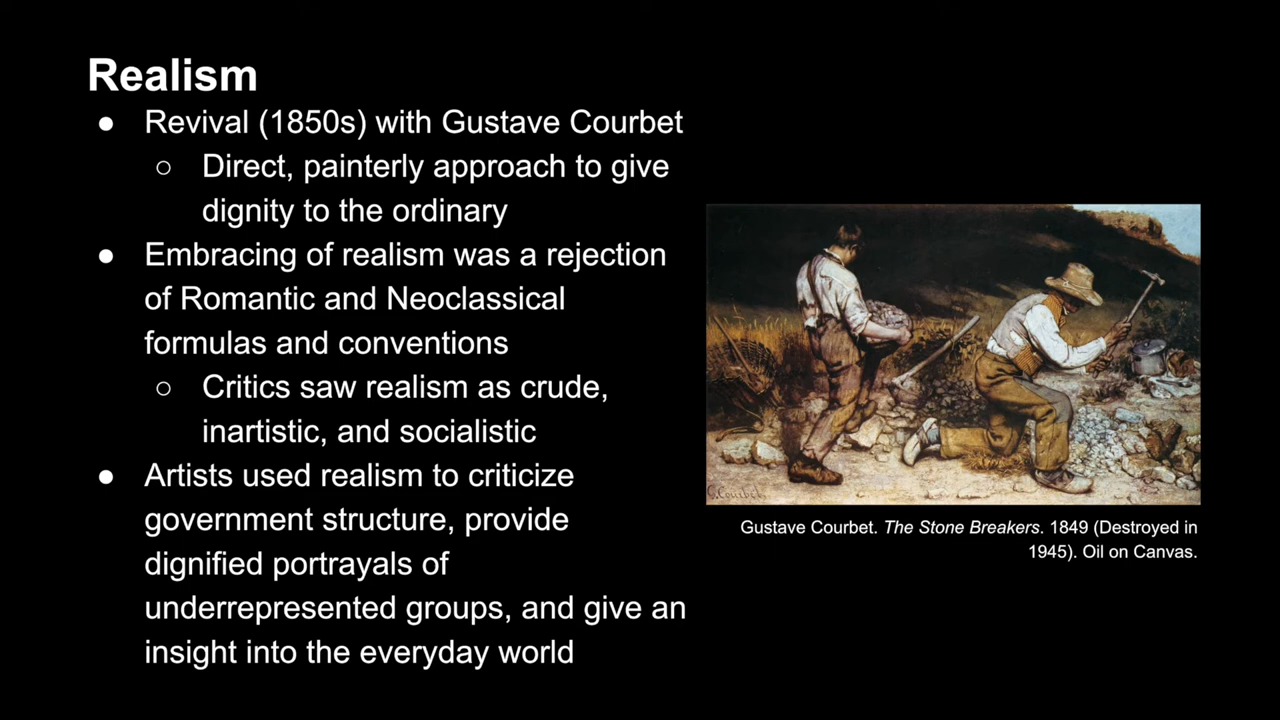 Realism
● Revival (1850s) with Gustave Courbet
○ Direct, painterly approach to give
dignity to the ordinary
● Embracing of realism was a rejection
of Romantic and Neoclassical
formulas and conventions
○ Critics saw realism as crude,
inartistic, and socialistic
● Artists used realism to criticize
government structure, provide
dignified portrayals of
underrepresented groups, and give an
insight into the everyday world
G. Courbet.
Gustave Courbet. The Stone Breakers. 1849 (Destroyed in
1945). Oil on Canvas.